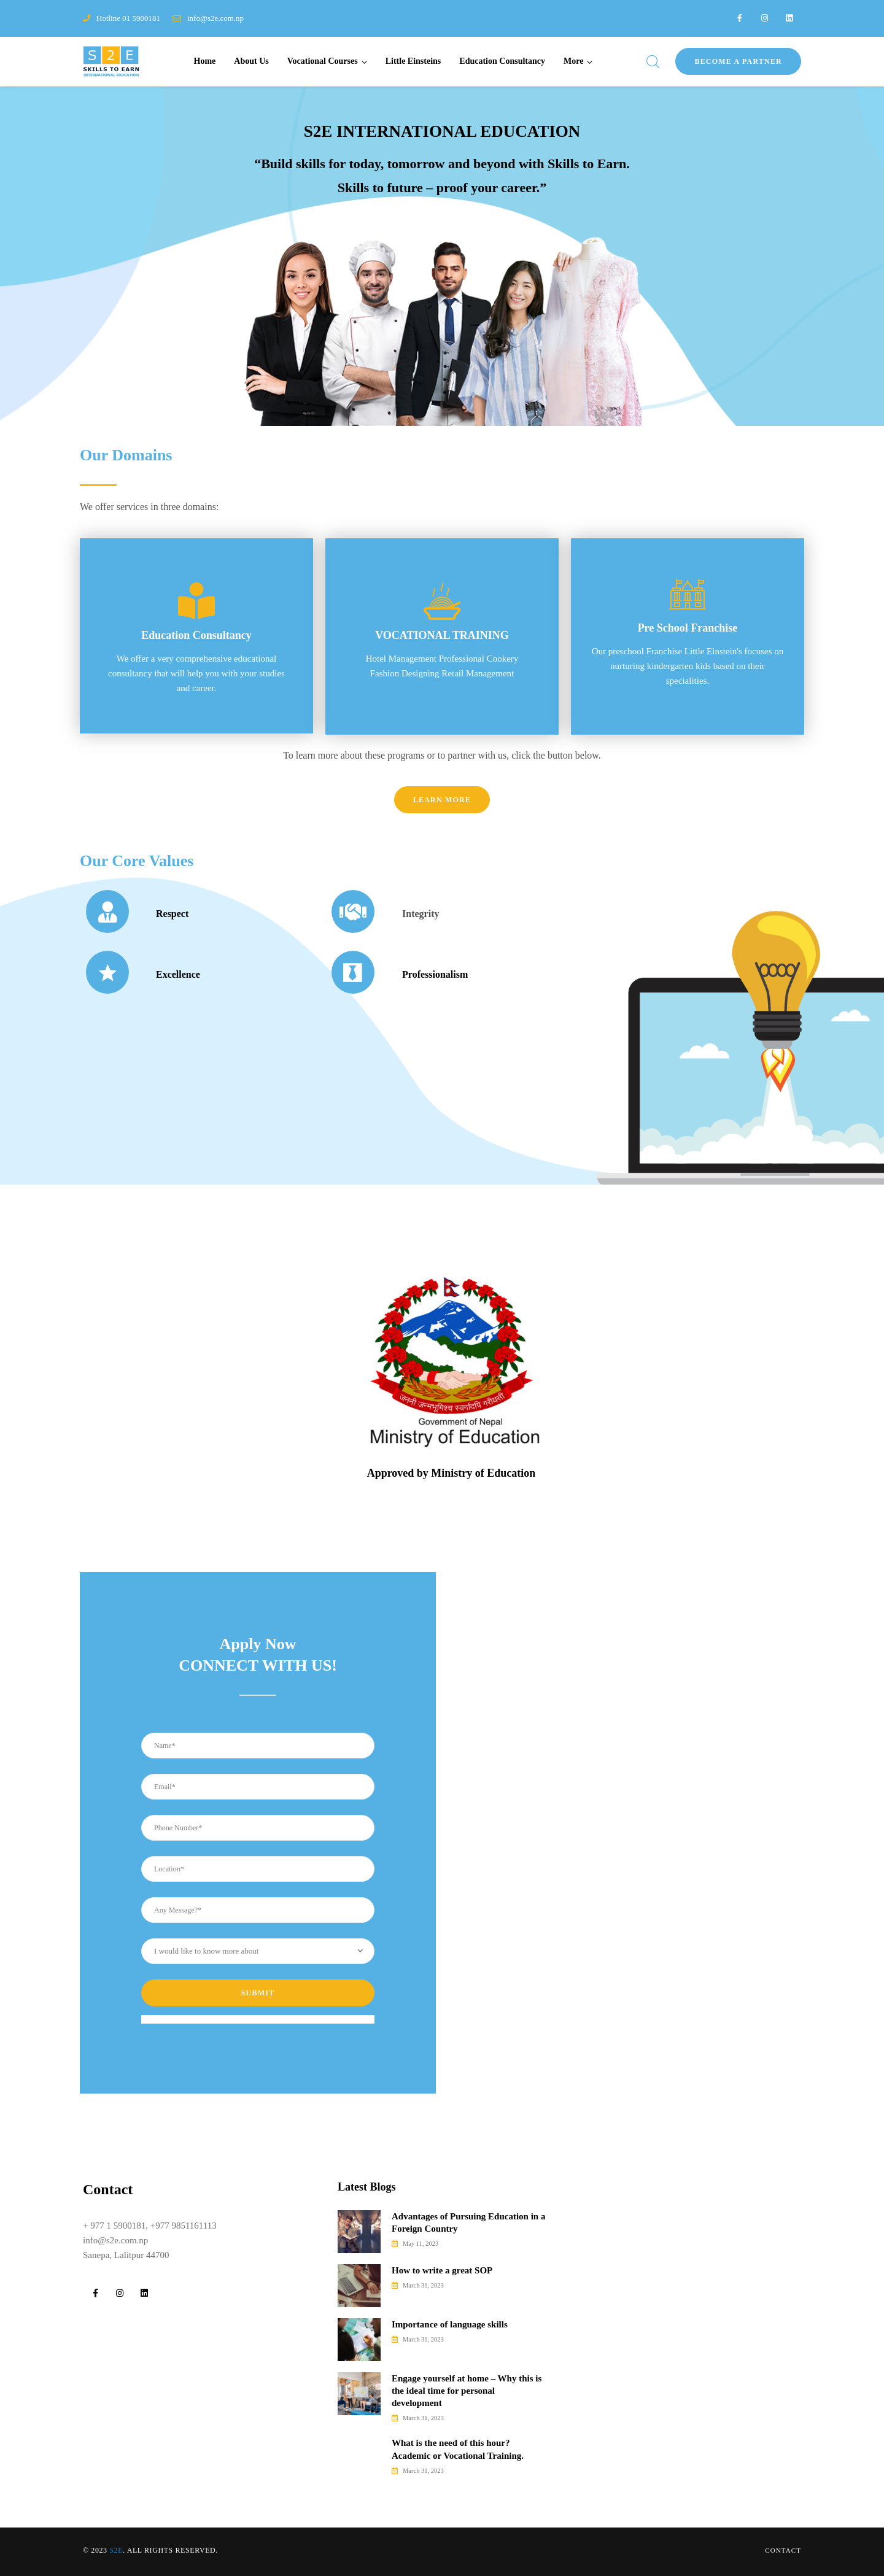 Hotline 01 5900181
info@s2e.com.np
S2E
SKILLS TO EARN
INTERNATIONAL EDUCATION
Home
About Us
Vocational Courses
Little Einsteins
Education Consultancy
More
BECOME A PARTNER
S2E INTERNATIONAL EDUCATION
“Build skills for today, tomorrow and beyond with Skills to Earn.
Skills to future – proof your career.”
Our Domains
We offer services in three domains:
Education Consultancy
We offer a very comprehensive educational
consultancy that will help you with your studies
and career.
VOCATIONAL TRAINING
Hotel Management Professional Cookery
Fashion Designing Retail Management
Pre School Franchise
Our preschool Franchise Little Einstein's focuses on
nurturing kindergarten kids based on their
specialities.
To learn more about these programs or to partner with us, click the button below.
LEARN MORE
Our Core Values
Respect
Integrity
Excellence
Professionalism
जननी जन्मभूमिश्च स्वर्गादपि गरीयसी
Government of Nepal
Ministry of Education
Approved by Ministry of Education
Apply Now
CONNECT WITH US!
Name*
Email*
Phone Number*
Location*
Any Message?*
I would like to know more about
SUBMIT
Contact
+ 977 1 5900181, +977 9851161113
info@s2e.com.np
Sanepa, Lalitpur 44700
Latest Blogs
Advantages of Pursuing Education in a
Foreign Country
May 11, 2023
How to write a great SOP
March 31, 2023
Importance of language skills
March 31, 2023
Engage yourself at home – Why this is
the ideal time for personal
development
March 31, 2023
What is the need of this hour?
Academic or Vocational Training.
March 31, 2023
© 2023 S2E. ALL RIGHTS RESERVED.
CONTACT